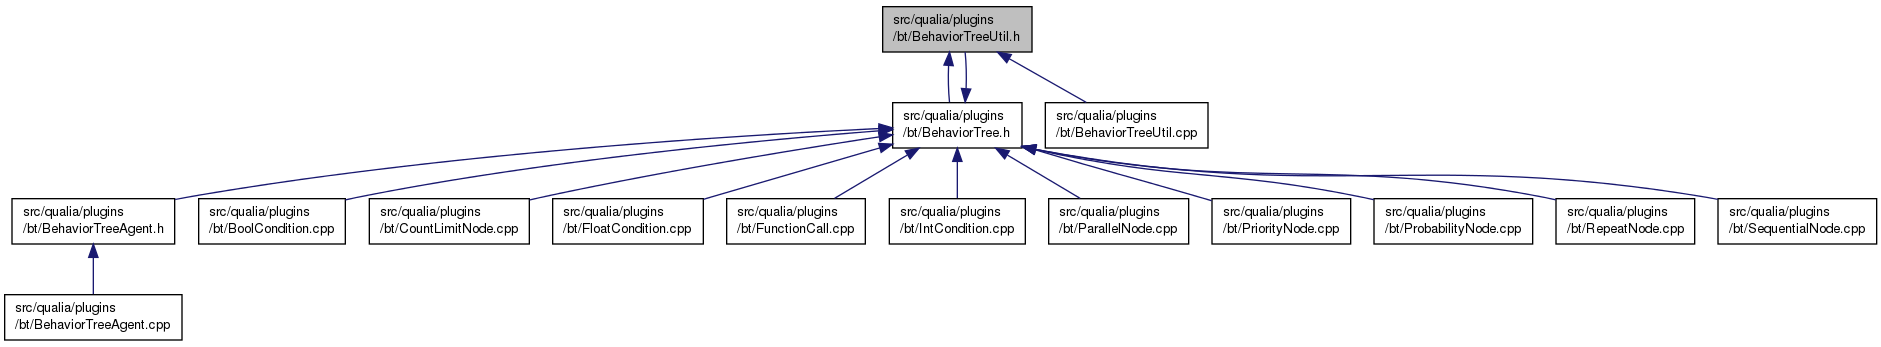 src/qualia/plugins
/bt/BehaviorTreeUtil.h
src/qualia/plugins
/bt/BehaviorTree.h
src/qualia/plugins
/bt/BehaviorTreeUtil.cpp
src/qualia/plugins
/bt/BehaviorTreeAgent.h
src/qualia/plugins
/bt/BoolCondition.cpp
src/qualia/plugins
/bt/CountLimitNode.cpp
src/qualia/plugins
/bt/FloatCondition.cpp
src/qualia/plugins
/bt/FunctionCall.cpp
src/qualia/plugins
/bt/IntCondition.cpp
src/qualia/plugins
/bt/ParallelNode.cpp
src/qualia/plugins
/bt/PriorityNode.cpp
src/qualia/plugins
/bt/ProbabilityNode.cpp
src/qualia/plugins
/bt/RepeatNode.cpp
src/qualia/plugins
/bt/SequentialNode.cpp
src/qualia/plugins
/bt/BehaviorTreeAgent.cpp